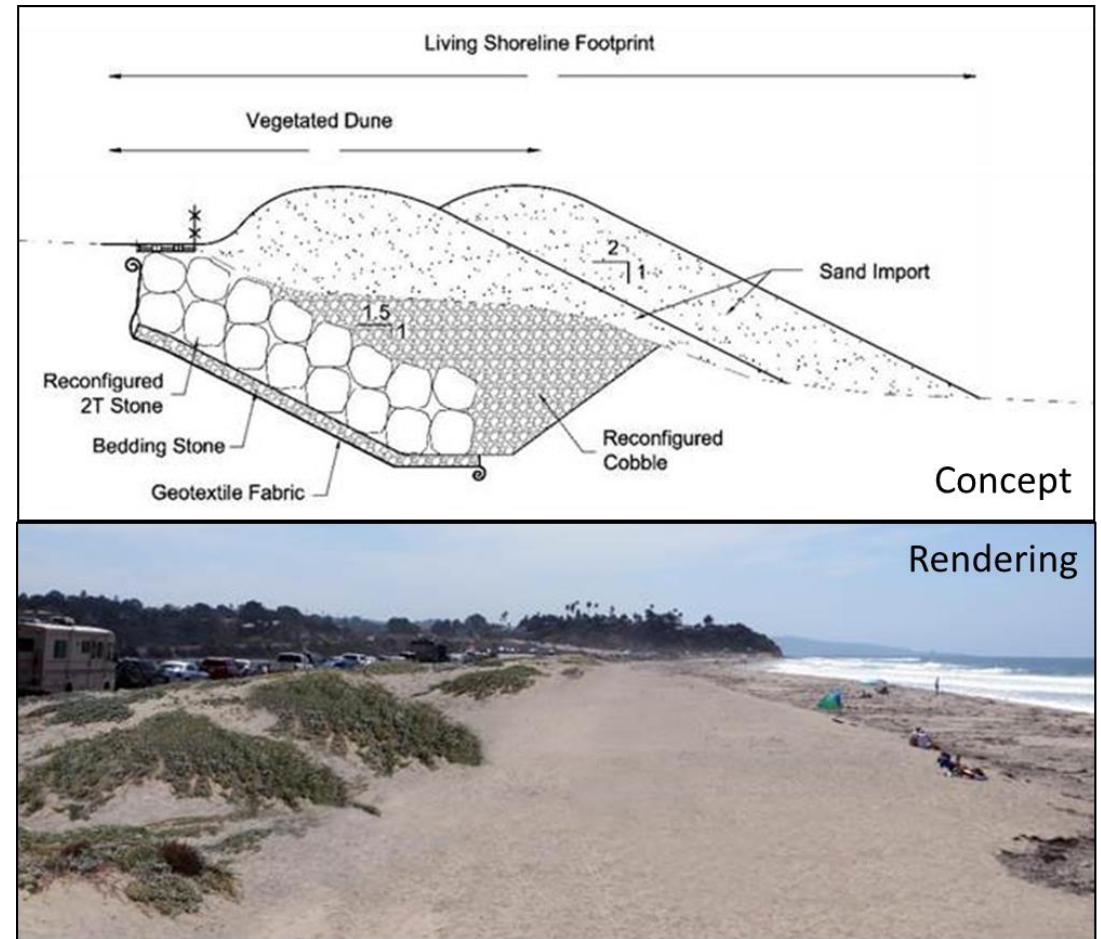 Living Shoreline Footprint
Vegetated Dune
2
1
Sand Import
1.5
1
Reconfigured
2T Stone
Bedding Stone
Geotextile Fabric
Reconfigured
Cobble
Concept
Rendering